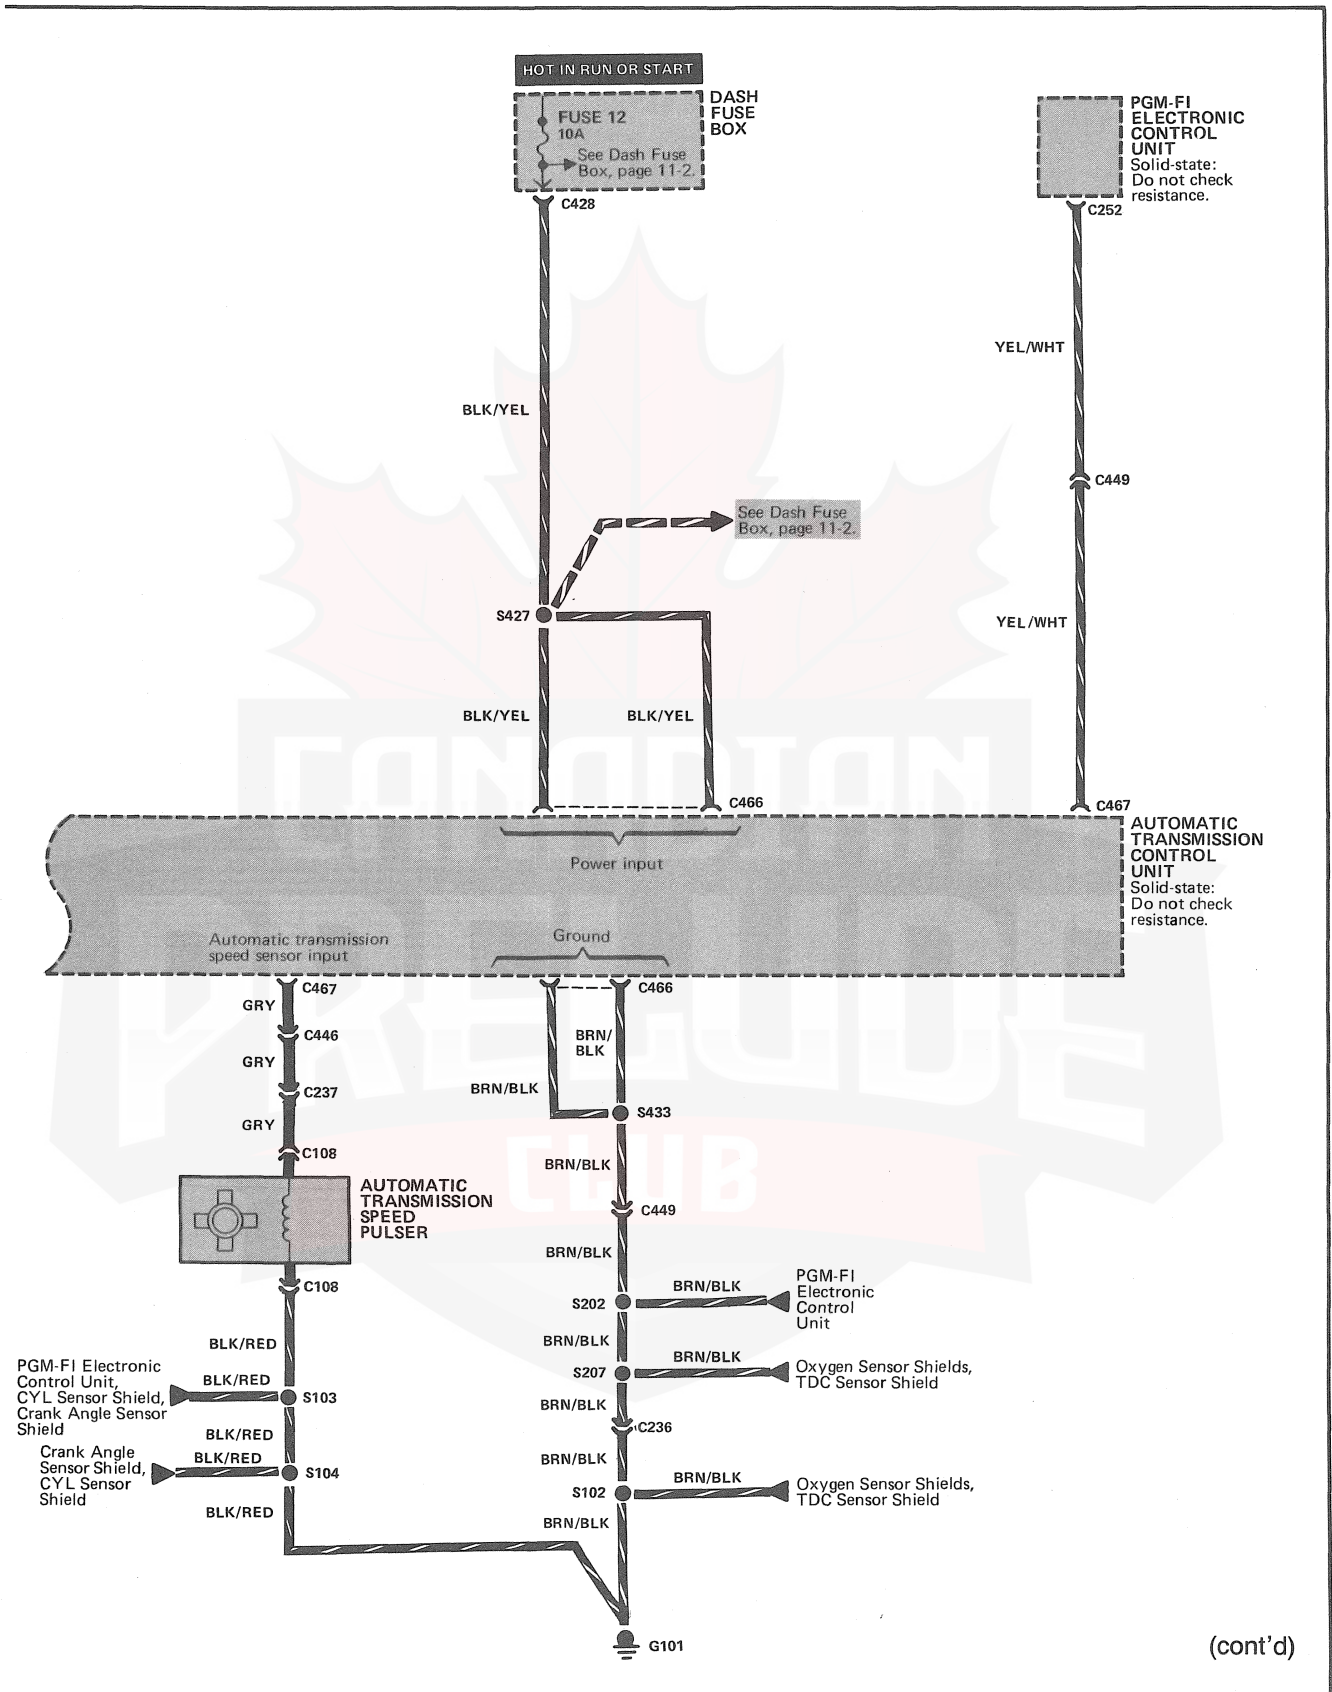 HOT IN RUN OR START
DASH
FUSE
BOX
FUSE 12
10A
See Dash Fuse
Box, page 11-2.
C428
PGM-FI
ELECTRONIC
CONTROL
UNIT
Solid-state:
Do not check
resistance.
C252
YEL/WHT
BLK/YEL
C449
See Dash Fuse
Box, page 11-2.
S427
YEL/WHT
BLK/YEL
BLK/YEL
CANADIAN
C466
C467
AUTOMATIC
TRANSMISSION
CONTROL
UNIT
Solid-state:
Do not check
resistance.
Power input
PRELUDE
Automatic transmission
speed sensor input
Ground
C467
C466
GRY
C446
BRN/
BLK
GRY
C237
BRN/BLK
S433
GRY
C108
CLUB
BRN/BLK
AUTOMATIC
TRANSMISSION
SPEED
PULSER
C449
BRN/BLK
C108
S202
BRN/BLK
PGM-FI
Electronic
Control
Unit
BLK/RED
BRN/BLK
PGM-FI Electronic
Control Unit,
CYL Sensor Shield,
Crank Angle Sensor
Shield
BLK/RED
S103
S207
BRN/BLK
Oxygen Sensor Shields,
TDC Sensor Shield
BRN/BLK
BLK/RED
C236
Crank Angle
Sensor Shield,
CYL Sensor
Shield
BLK/RED
S104
BRN/BLK
S102
BRN/BLK
Oxygen Sensor Shields,
TDC Sensor Shield
BLK/RED
BRN/BLK
G101
(cont'd)